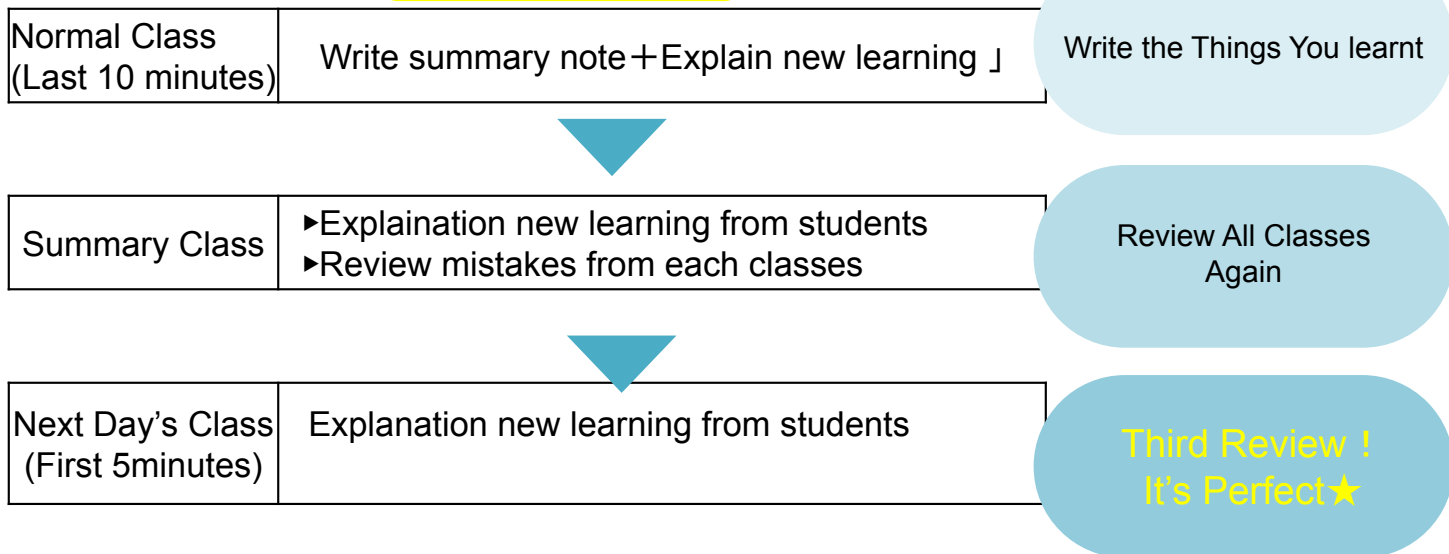 Normal Class
(Last 10 minutes)
Write summary note＋Explain new learning 」
Write the Things You learnt
Summary Class
▶Explaination new learning from students
▶Review mistakes from each classes
Review All Classes
Again
Next Day’s Class
(First 5minutes)
Explanation new learning from students
Third Review！
It’s Perfect★